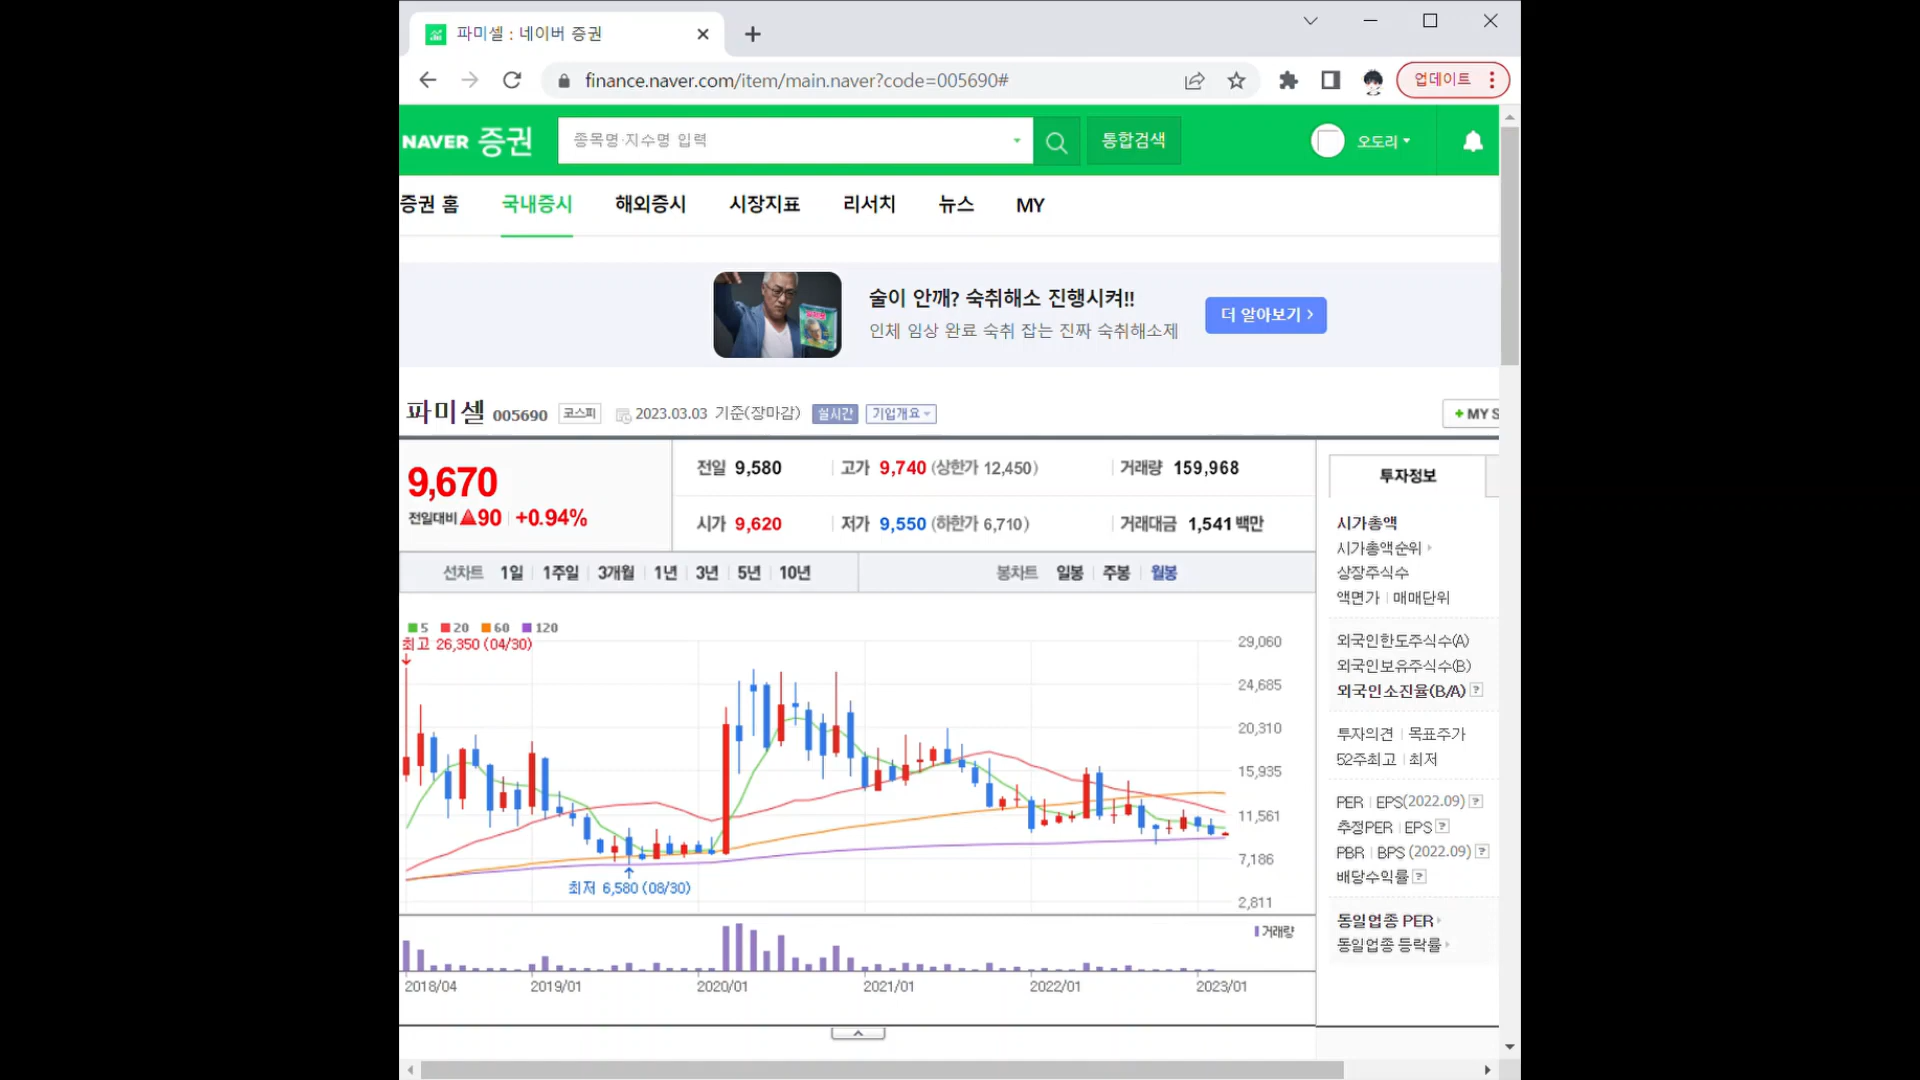 파미셀 : 네이버 증권
finance.naver.com/item/main.naver?code=005690#
업데이트
NAVER 증권
종목명·지수명 입력
통합검색
오도리
증권 홈 국내증시 해외증시 시장지표 리서치 뉴스 MY
술이 안깨? 숙취해소 진행시켜!!
인체 임상 완료 숙취 잡는 진짜 숙취해소제
더 알아보기 >
파미셀 005690 코스피 2023.03.03 기준(장마감) 실시간 기업개요
+ MY S
9,670
전일대비 ▲90 +0.94%
전일 9,580 고가 9,740 (상한가 12,450) 거래량 159,968
시가 9,620 저가 9,550 (하한가 6,710) 거래대금 1,541 백만
선차트 1일 1주일 3개월 1년 3년 5년 10년
봉차트 일봉 주봉 월봉
5 20 60 120
최고 26,350 (04/30)
29,060
24,685
20,310
15,935
11,561
7,186
2,811
최저 6,580 (08/30)
거래량
2018/04 2019/01 2020/01 2021/01 2022/01 2023/01
투자정보
시가총액
시가총액순위
상장주식수
액면가 | 매매단위
외국인한도주식수(A)
외국인보유주식수(B)
외국인소진율(B/A) ?
투자의견 | 목표주가
52주최고 | 최저
PER | EPS(2022.09) ?
추정PER | EPS ?
PBR | BPS (2022.09) ?
배당수익률 ?
동일업종 PER
동일업종 등락률